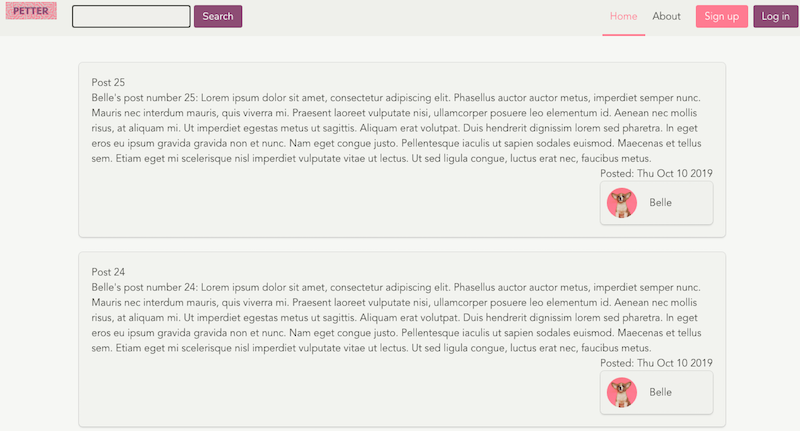 PETTER
Search
Home
About
Sign up
Log in
Post 25
Belle's post number 25: Lorem ipsum dolor sit amet, consectetur adipiscing elit. Phasellus auctor auctor metus, imperdiet semper nunc.
Mauris nec interdum mauris, quis viverra mi. Praesent laoreet vulputate nisi, ullamcorper posuere leo elementum id. Aenean nec mollis
risus, at aliquam mi. Ut imperdiet egestas metus ut sagittis. Aliquam erat volutpat. Duis hendrerit dignissim lorem sed pharetra. In eget
eros eu ipsum gravida gravida non et nunc. Nam eget congue justo. Pellentesque iaculis ut sapien sodales euismod. Maecenas et tellus
sem. Etiam eget mi scelerisque nisl imperdiet vulputate vitae ut lectus. Ut sed ligula congue, luctus erat nec, faucibus metus.
Posted: Thu Oct 10 2019
Belle
Post 24
Belle's post number 24: Lorem ipsum dolor sit amet, consectetur adipiscing elit. Phasellus auctor auctor metus, imperdiet semper nunc.
Mauris nec interdum mauris, quis viverra mi. Praesent laoreet vulputate nisi, ullamcorper posuere leo elementum id. Aenean nec mollis
risus, at aliquam mi. Ut imperdiet egestas metus ut sagittis. Aliquam erat volutpat. Duis hendrerit dignissim lorem sed pharetra. In eget
eros eu ipsum gravida gravida non et nunc. Nam eget congue justo. Pellentesque iaculis ut sapien sodales euismod. Maecenas et tellus
sem. Etiam eget mi scelerisque nisl imperdiet vulputate vitae ut lectus. Ut sed ligula congue, luctus erat nec, faucibus metus.
Posted: Thu Oct 10 2019
Belle